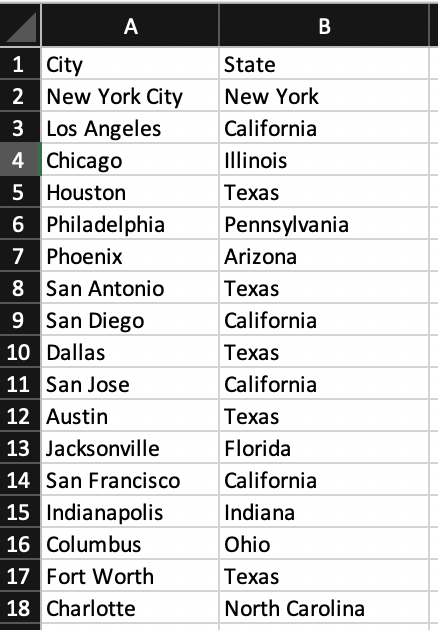 A B
1 City State
2 New York City New York
3 Los Angeles California
4 Chicago Illinois
5 Houston Texas
6 Philadelphia Pennsylvania
7 Phoenix Arizona
8 San Antonio Texas
9 San Diego California
10 Dallas Texas
11 San Jose California
12 Austin Texas
13 Jacksonville Florida
14 San Francisco California
15 Indianapolis Indiana
16 Columbus Ohio
17 Fort Worth Texas
18 Charlotte North Carolina